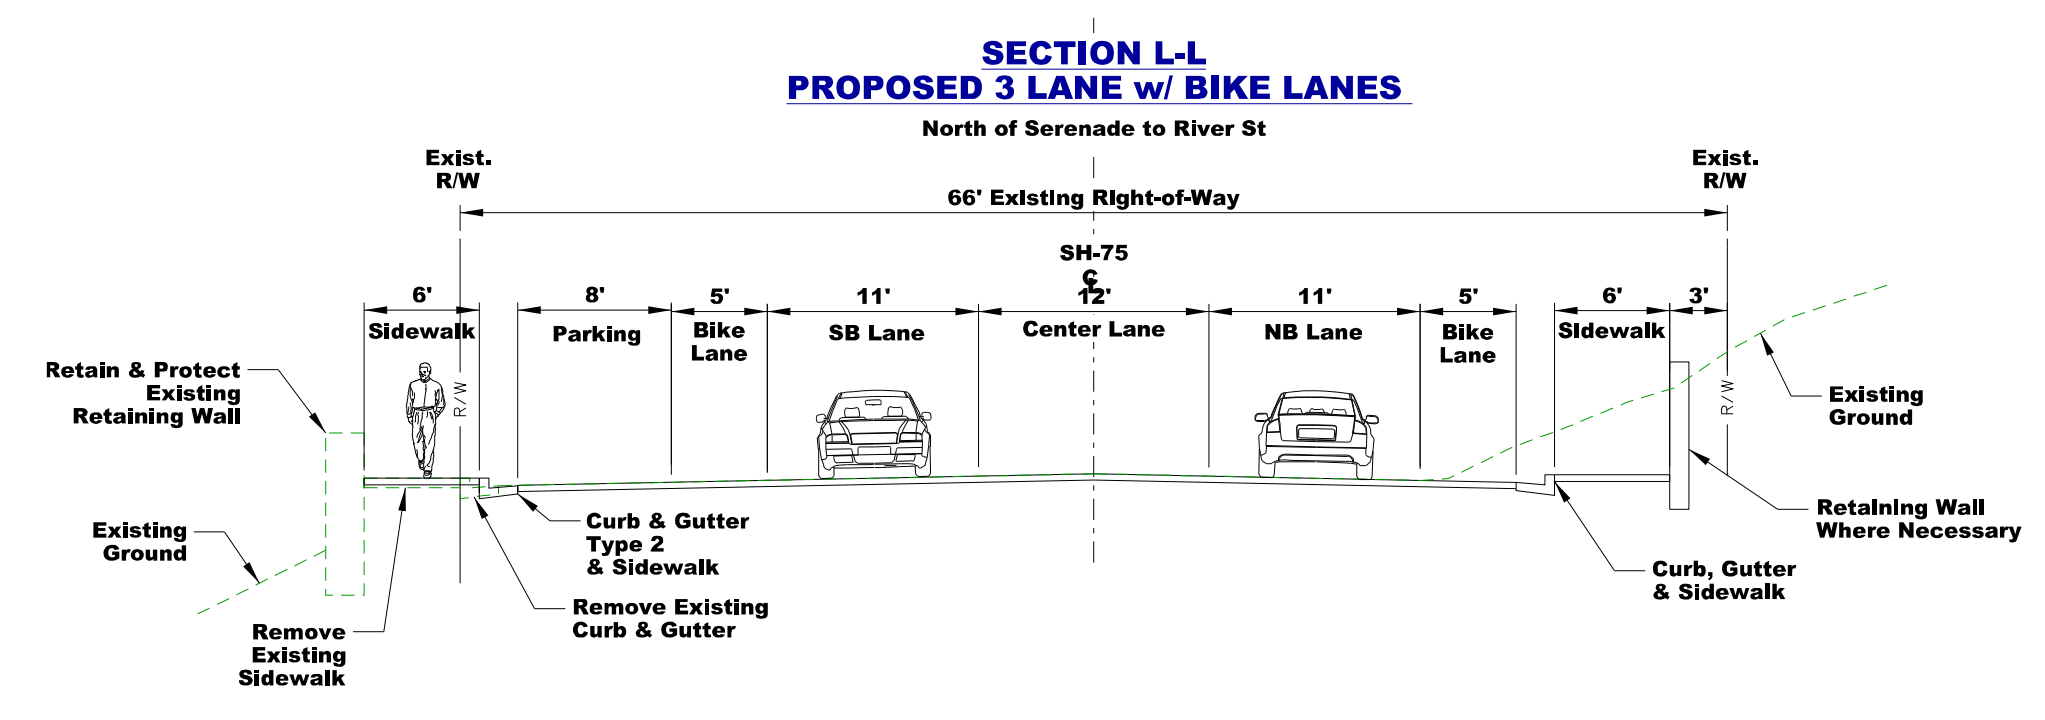 SECTION L-L
PROPOSED 3 LANE w/ BIKE LANES
North of Serenade to River St
Exist.
R/W
Exist.
R/W
66' Existing Right-of-Way
SH-75
CL
6'
8'
5'
11'
12'
11'
5'
6'
3'
Sidewalk
Parking
Bike
Lane
SB Lane
Center Lane
NB Lane
Bike
Lane
Sidewalk
R/W
R/W
Retain & Protect
Existing
Retaining Wall
Existing
Ground
Existing
Ground
Remove
Existing
Sidewalk
Curb & Gutter
Type 2
& Sidewalk
Remove Existing
Curb & Gutter
Retaining Wall
Where Necessary
Curb, Gutter
& Sidewalk